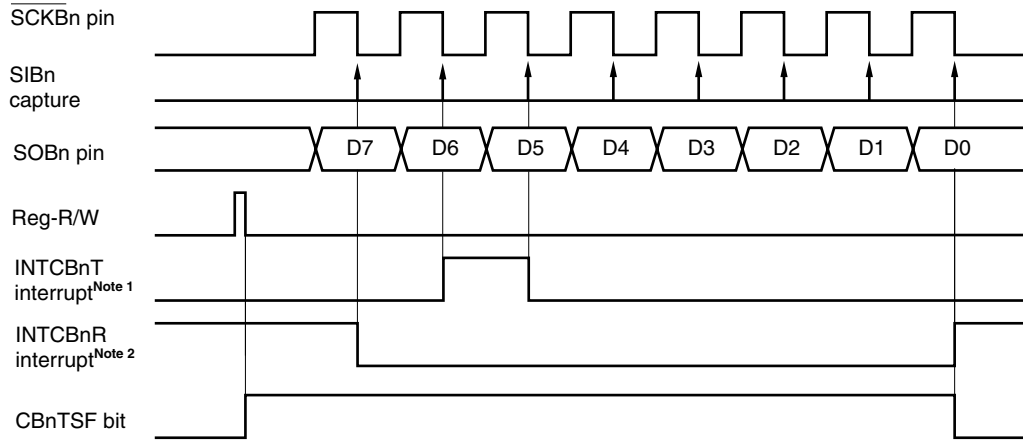 SCKBn pin
SIBn
capture
SOBn pin D7 D6 D5 D4 D3 D2 D1 D0
Reg-R/W
INTCBnT
interruptNote 1
INTCBnR
interruptNote 2
CBnTSF bit